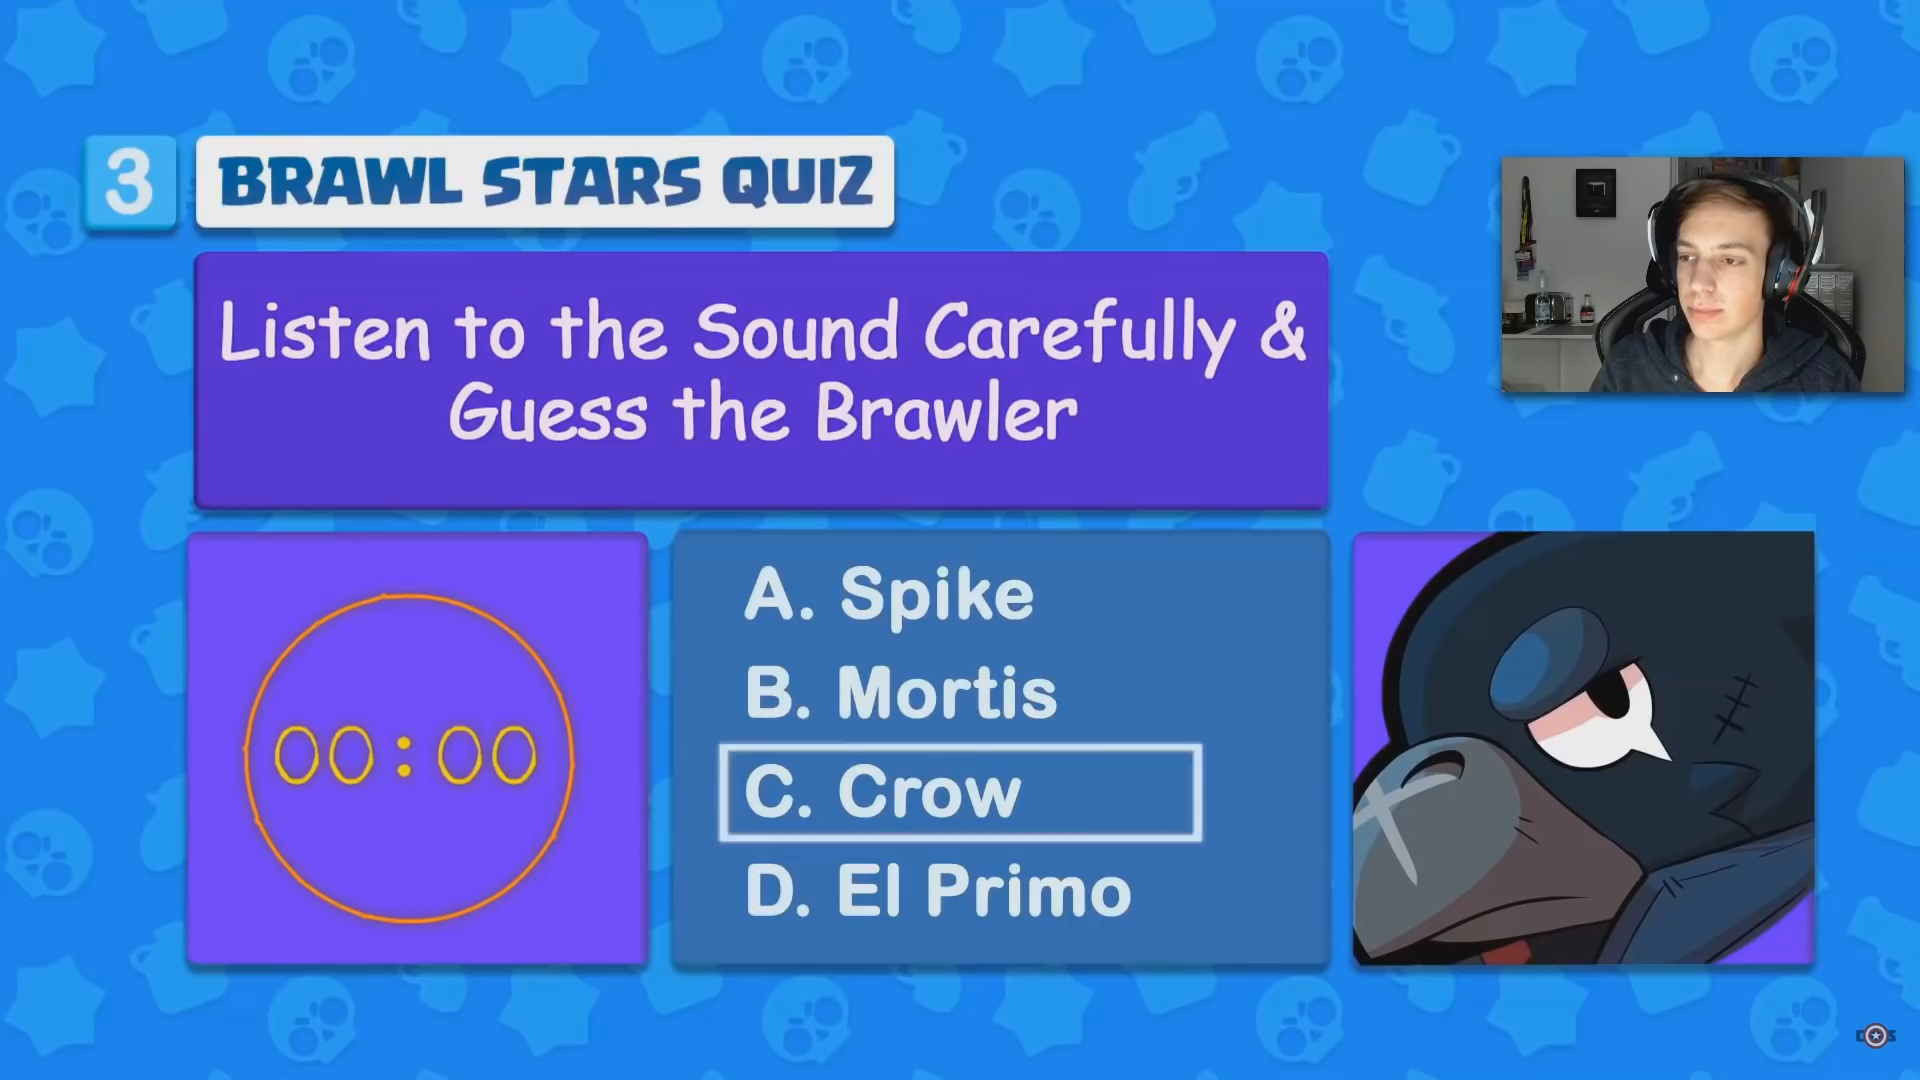 3
BRAWL STARS QUIZ
Listen to the Sound Carefully &
Guess the Brawler
00:00
A. Spike
B. Mortis
C. Crow
D. El Primo